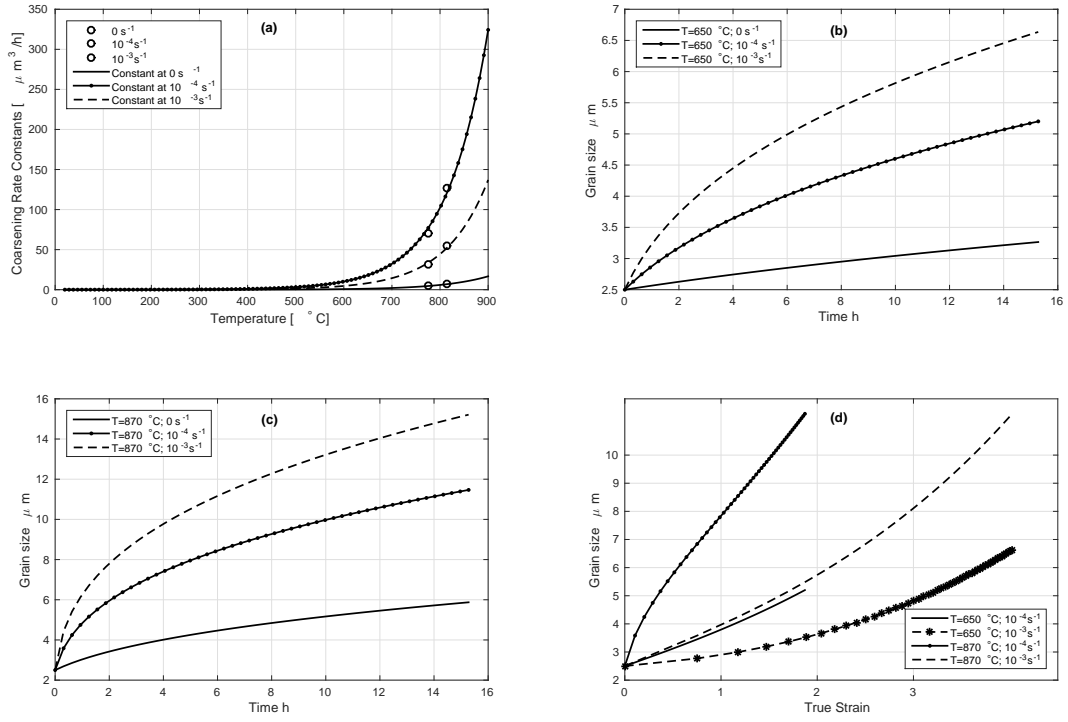 (a)
0 s-1
10-4s-1
10-3s-1
Constant at 0 s -1
Constant at 10 -4 s-1
Constant at 10 -3s-1
Coarsening Rate Constants [ μ m3/h]
350
300
250
200
150
100
50
0
0 100 200 300 400 500 600 700 800 900
Temperature [ °C]
(b)
T=650 °C; 0 s-1
T=650 °C; 10-4 s-1
T=650 °C; 10-3s-1
Grain size μ m
7
6.5
6
5.5
5
4.5
4
3.5
3
2.5
0 2 4 6 8 10 12 14 16
Time h
(c)
T=870 °C; 0 s-1
T=870 °C; 10-4 s-1
T=870 °C; 10-3s-1
Grain size μ m
16
14
12
10
8
6
4
2
0 2 4 6 8 10 12 14 16
Time h
(d)
Grain size μ m
10
9
8
7
6
5
4
3
2
0 1 2 3
True Strain
T=650 °C; 10-4s-1
T=650 °C; 10-3s-1
T=870 °C; 10-4s-1
T=870 °C; 10-3s-1